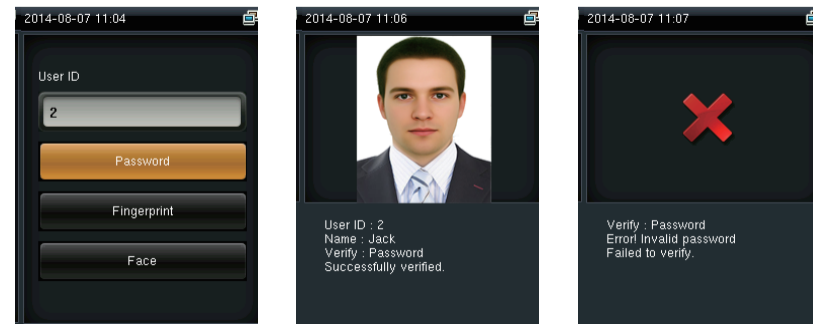 2014-08-07 11:04
User ID
2
Password
Fingerprint
Face
2014-08-07 11:06
User ID : 2
Name : Jack
Verify : Password
Successfully verified.
2014-08-07 11:07
Verify : Password
Error! Invalid password
Failed to verify.